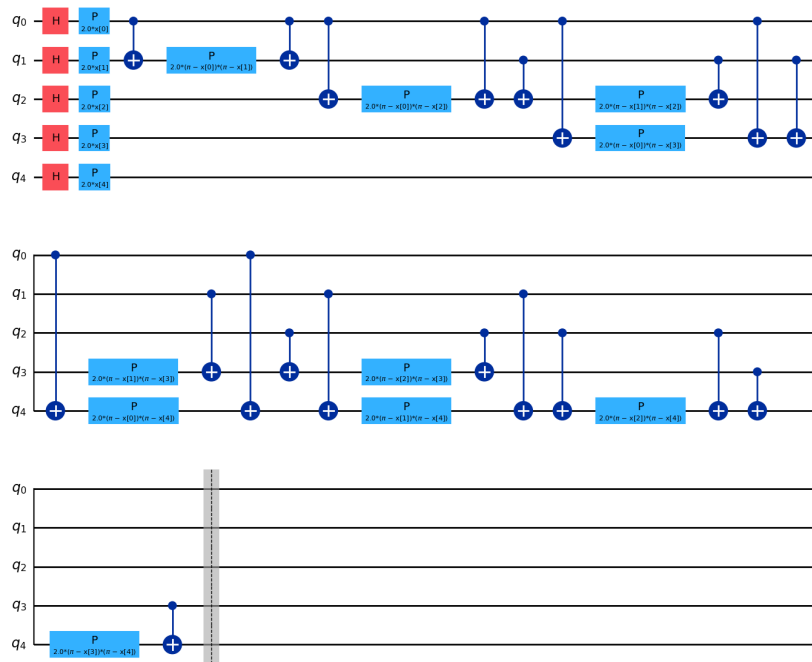 q0 H P 2.0*x[0]
q1 H P 2.0*x[1] P 2.0*(π − x[0])*(π − x[1])
q2 H P 2.0*x[2] P 2.0*(π − x[0])*(π − x[2]) P 2.0*(π − x[1])*(π − x[2])
q3 H P 2.0*x[3] P 2.0*(π − x[0])*(π − x[3])
q4 H P 2.0*x[4]
q0
q1
q2
q3 P 2.0*(π − x[1])*(π − x[3]) P 2.0*(π − x[2])*(π − x[3])
q4 P 2.0*(π − x[0])*(π − x[4]) P 2.0*(π − x[1])*(π − x[4]) P 2.0*(π − x[2])*(π − x[4])
q0
q1
q2
q3
q4 P 2.0*(π − x[3])*(π − x[4])